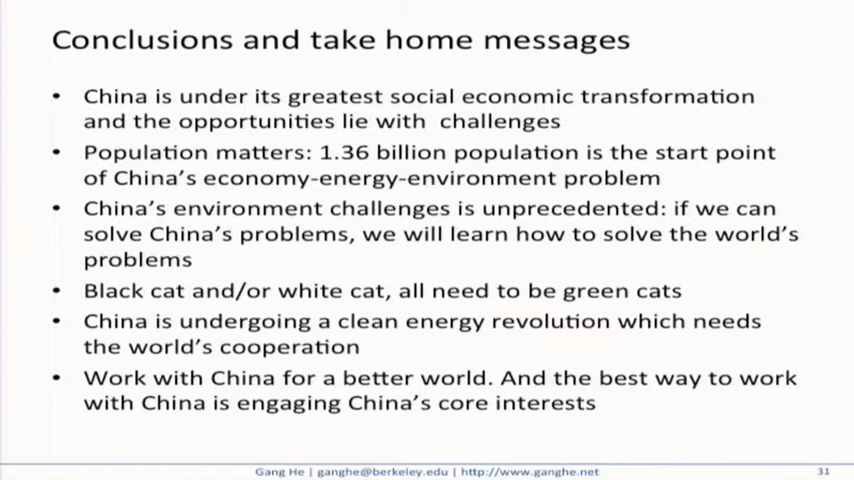 Conclusions and take home messages
• China is under its greatest social economic transformation
and the opportunities lie with challenges
• Population matters: 1.36 billion population is the start point
of China's economy-energy-environment problem
• China's environment challenges is unprecedented: if we can
solve China's problems, we will learn how to solve the world's
problems
• Black cat and/or white cat, all need to be green cats
• China is undergoing a clean energy revolution which needs
the world's cooperation
• Work with China for a better world. And the best way to work
with China is engaging China's core interests
Gang He | ganghe@berkeley.edu | http://www.ganghe.net
31